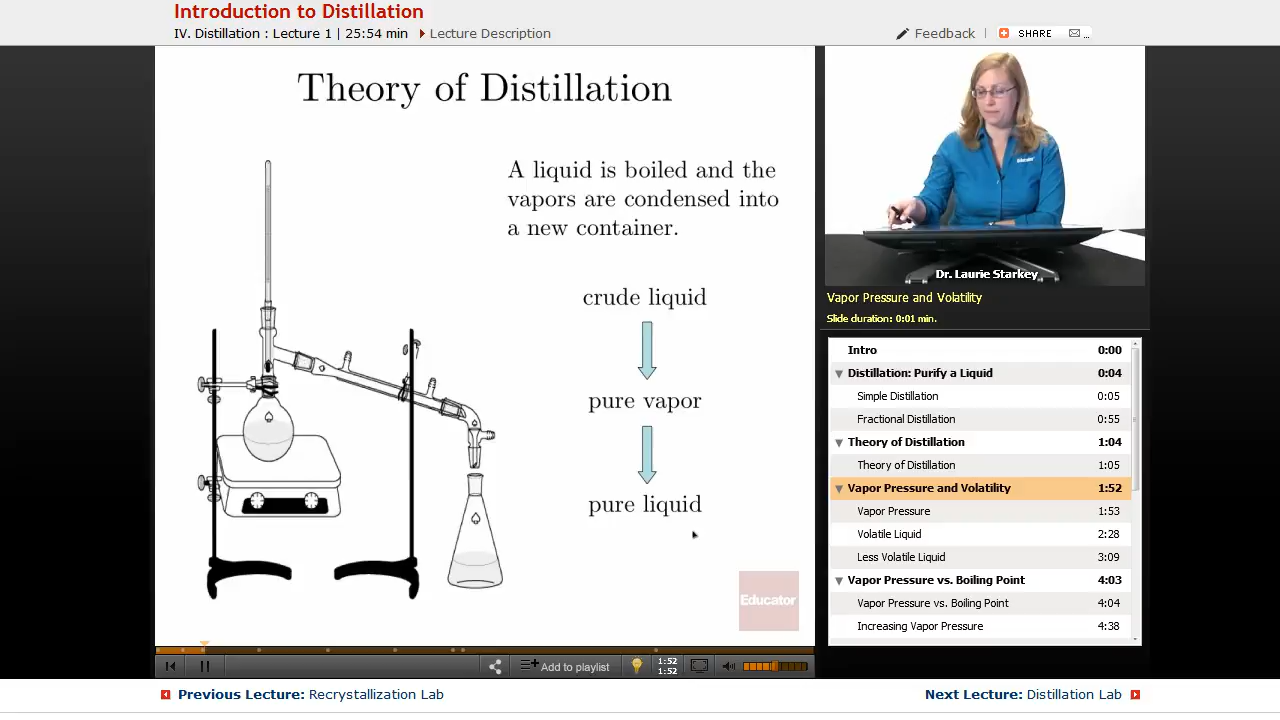 Introduction to Distillation
IV. Distillation : Lecture 1 | 25:54 min
Lecture Description
Feedback
SHARE
Theory of Distillation
A liquid is boiled and the
vapors are condensed into
a new container.
crude liquid
pure vapor
pure liquid
Educator
Educator
Dr. Laurie Starkey
Vapor Pressure and Volatility
Slide duration: 0:01 min.
Intro 0:00
Distillation: Purify a Liquid 0:04
Simple Distillation 0:05
Fractional Distillation 0:55
Theory of Distillation 1:04
Theory of Distillation 1:05
Vapor Pressure and Volatility 1:52
Vapor Pressure 1:53
Volatile Liquid 2:28
Less Volatile Liquid 3:09
Vapor Pressure vs. Boiling Point 4:03
Vapor Pressure vs. Boiling Point 4:04
Increasing Vapor Pressure 4:38
Add to playlist
1:52
1:52
Previous Lecture: Recrystallization Lab
Next Lecture: Distillation Lab